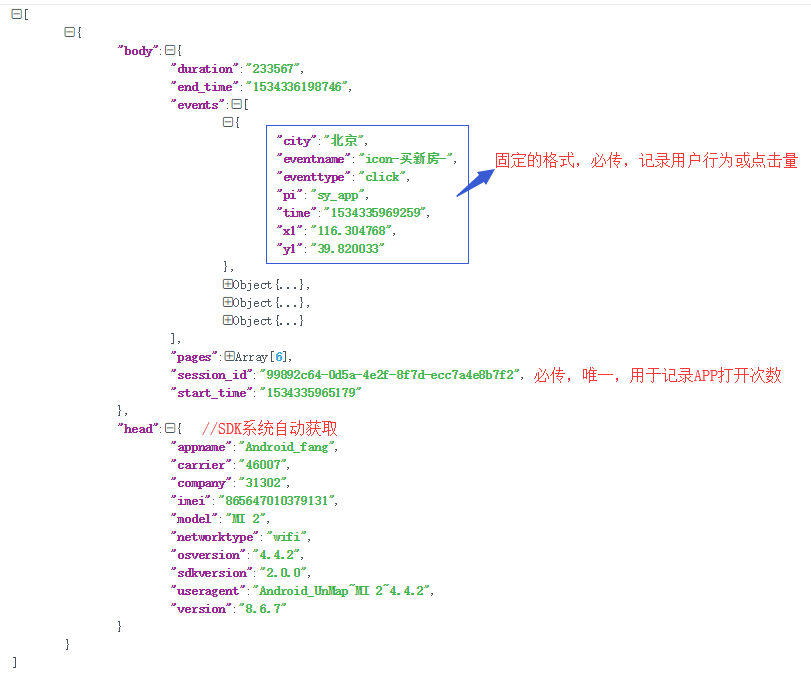 [
{
"body":{
"duration":"233567",
"end_time":"1534336198746",
"events":[
{
"city":"北京",
"eventname":"icon-买新房-",
"eventtype":"click",
"pi":"sy_app",
"time":"1534335969259",
"x1":"116.304768",
"y1":"39.820033"
固定的格式，必传，记录用户行为或点击量
},
Object{...},
Object{...},
Object{...}
],
"pages":Array[6],
"session_id":"99892c64-0d5a-4e2f-8f7d-ecc7a4e8b7f2", 必传，唯一，用于记录APP打开次数
"start_time":"1534335965179"
},
"head":{ //SDK系统自动获取
"appname":"Android_fang",
"carrier":"46007",
"company":"31302",
"imei":"865647010379131",
"model":"MI 2",
"networktype":"wifi",
"osversion":"4.4.2",
"sdkversion":"2.0.0",
"useragent":"Android_UnMap~MI 2~4.4.2",
"version":"8.6.7"
}
}
]